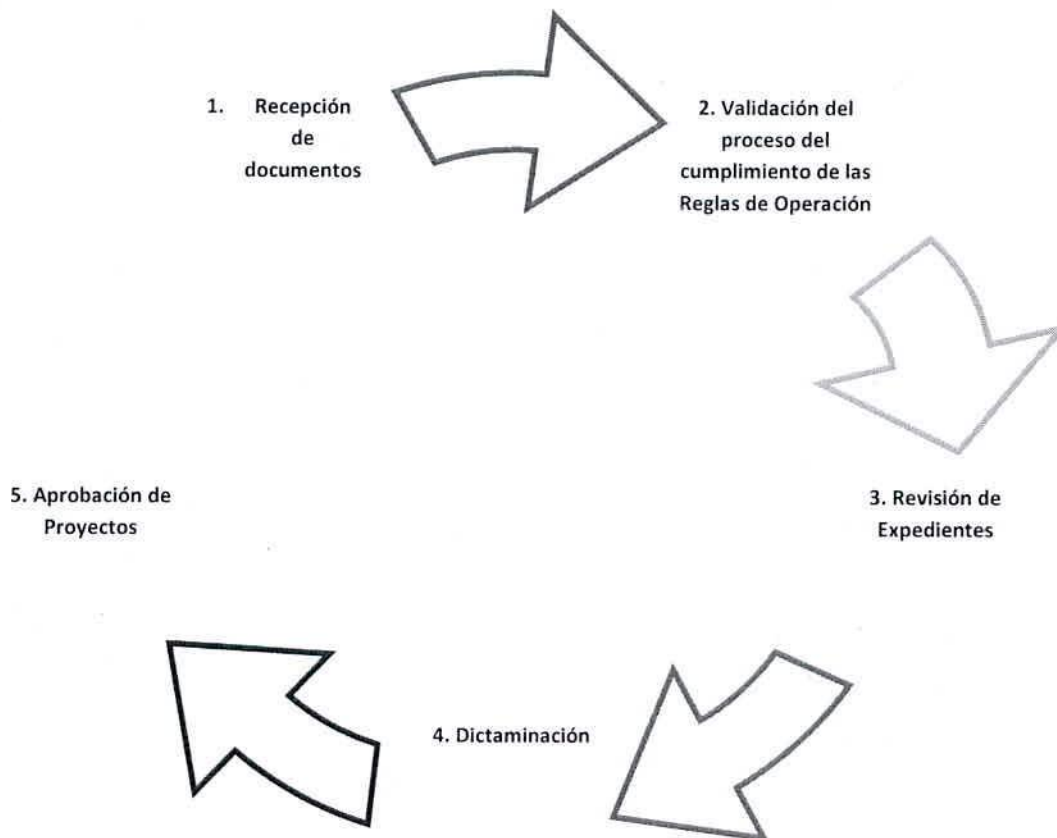 1. Recepción
de
documentos
2. Validación del
proceso del
cumplimiento de las
Reglas de Operación
3. Revisión de
Expedientes
4. Dictaminación
5. Aprobación de
Proyectos